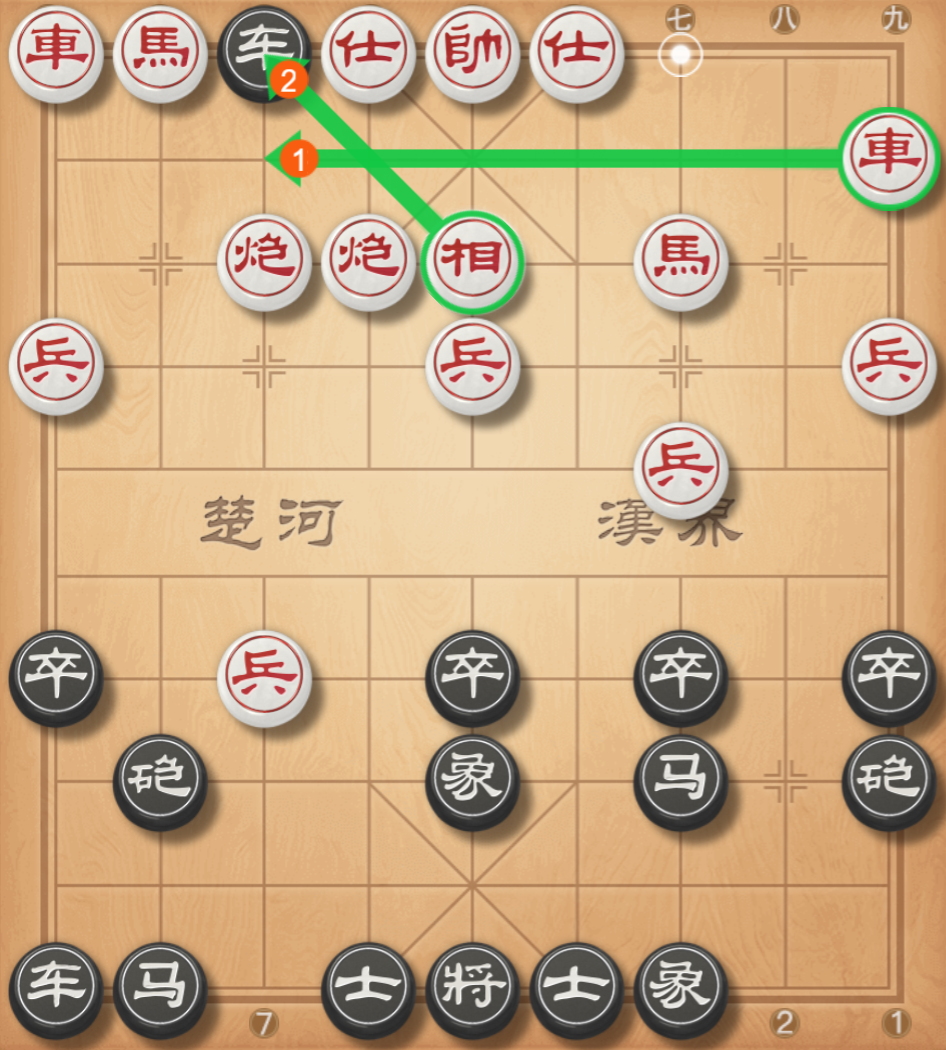 車 馬 车 仕 帥 仕 七 八 九
2
1 車
炮 炮 相 馬
兵 兵 兵
兵
楚河 漢界
卒 兵 卒 卒 卒
砲 象 马 砲
车 马 士 将 士 象
7 2 1